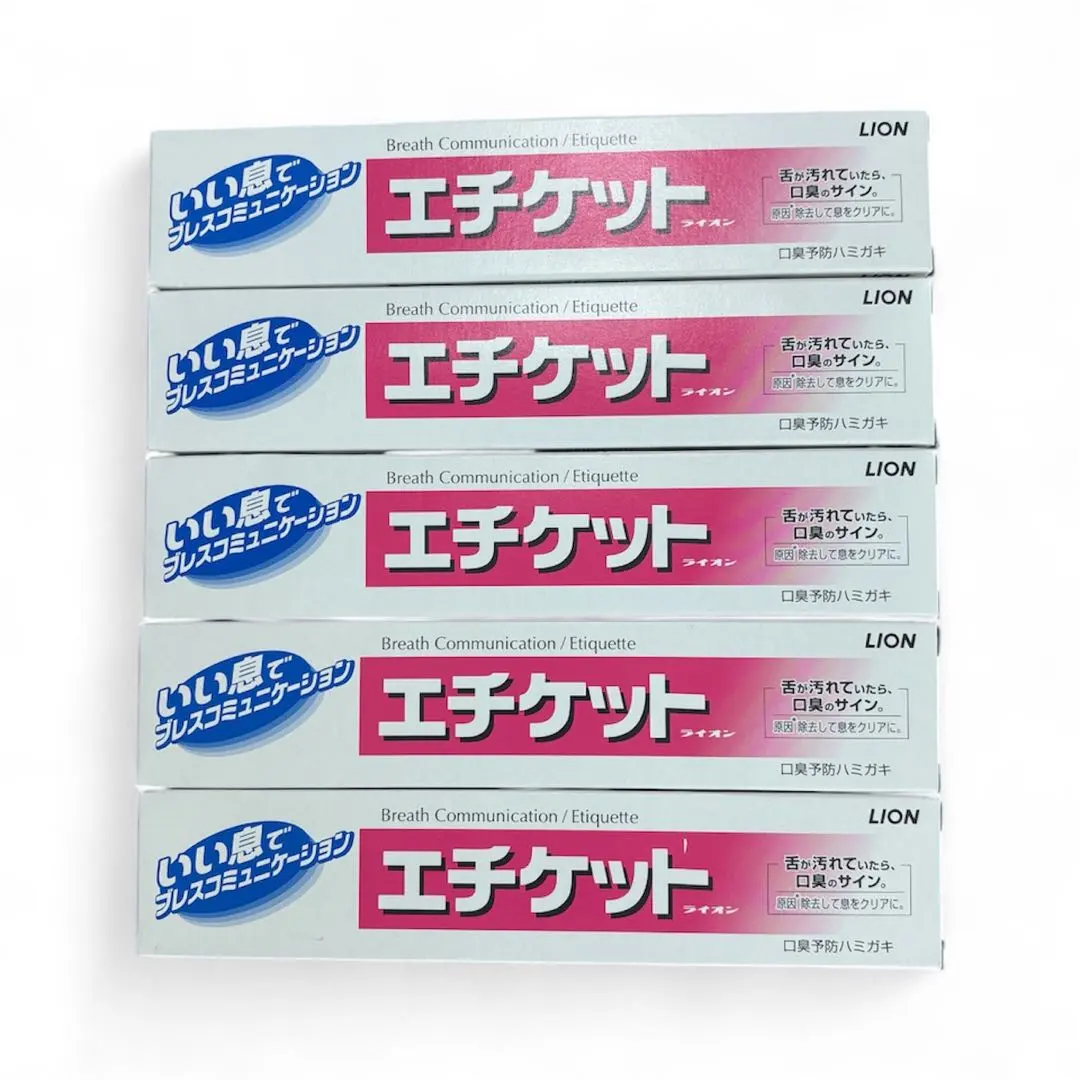 LION
Breath Communication / Etiquette
いい息で
ブレスコミュニケーション
エチケット
ライオン
舌が汚れていたら、
口臭のサイン。
原因*除去して息をクリアに。
口臭予防ハミガキ
LION
Breath Communication / Etiquette
いい息で
ブレスコミュニケーション
エチケット
ライオン
舌が汚れていたら、
口臭のサイン。
原因*除去して息をクリアに。
口臭予防ハミガキ
LION
Breath Communication / Etiquette
いい息で
ブレスコミュニケーション
エチケット
ライオン
舌が汚れていたら、
口臭のサイン。
原因*除去して息をクリアに。
口臭予防ハミガキ
LION
Breath Communication / Etiquette
いい息で
ブレスコミュニケーション
エチケット
ライオン
舌が汚れていたら、
口臭のサイン。
原因*除去して息をクリアに。
口臭予防ハミガキ
LION
Breath Communication / Etiquette
いい息で
ブレスコミュニケーション
エチケット
ライオン
舌が汚れていたら、
口臭のサイン。
原因*除去して息をクリアに。
口臭予防ハミガキ